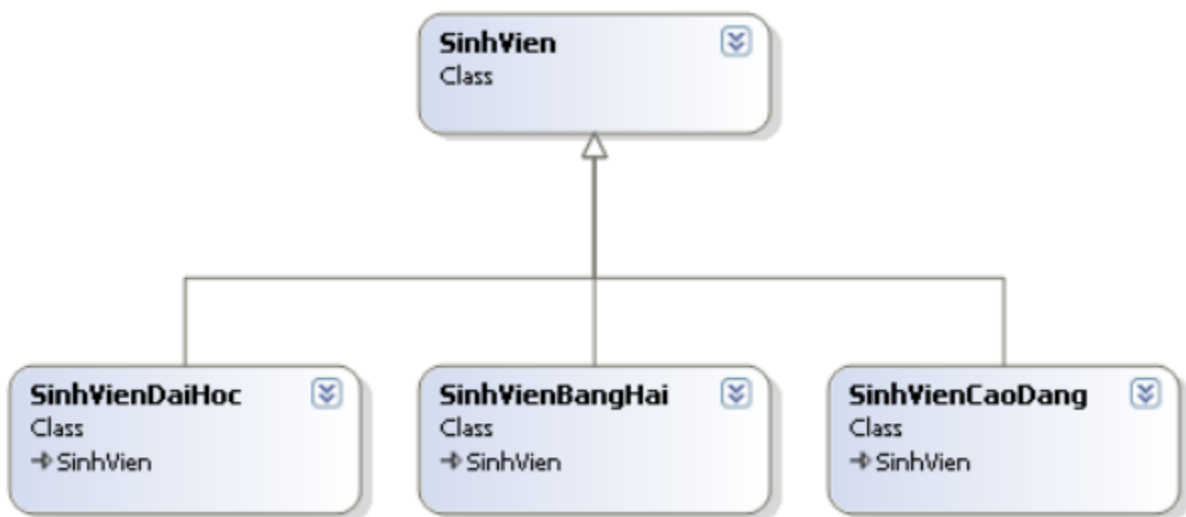 SinhVien
Class
SinhVienDaiHoc
Class
SinhVien
SinhVienBangHai
Class
SinhVien
SinhVienCaoDang
Class
SinhVien